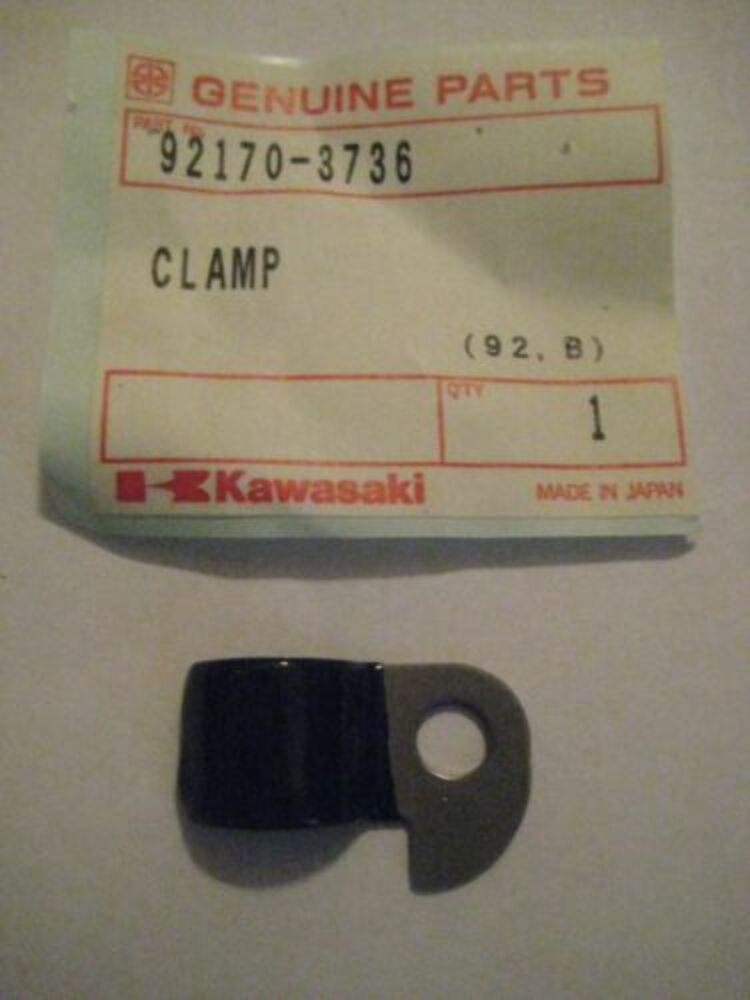 GENUINE PARTS
PART No.
92170-3736
CLAMP
(92, B)
QTY
1
Kawasaki
MADE IN JAPAN